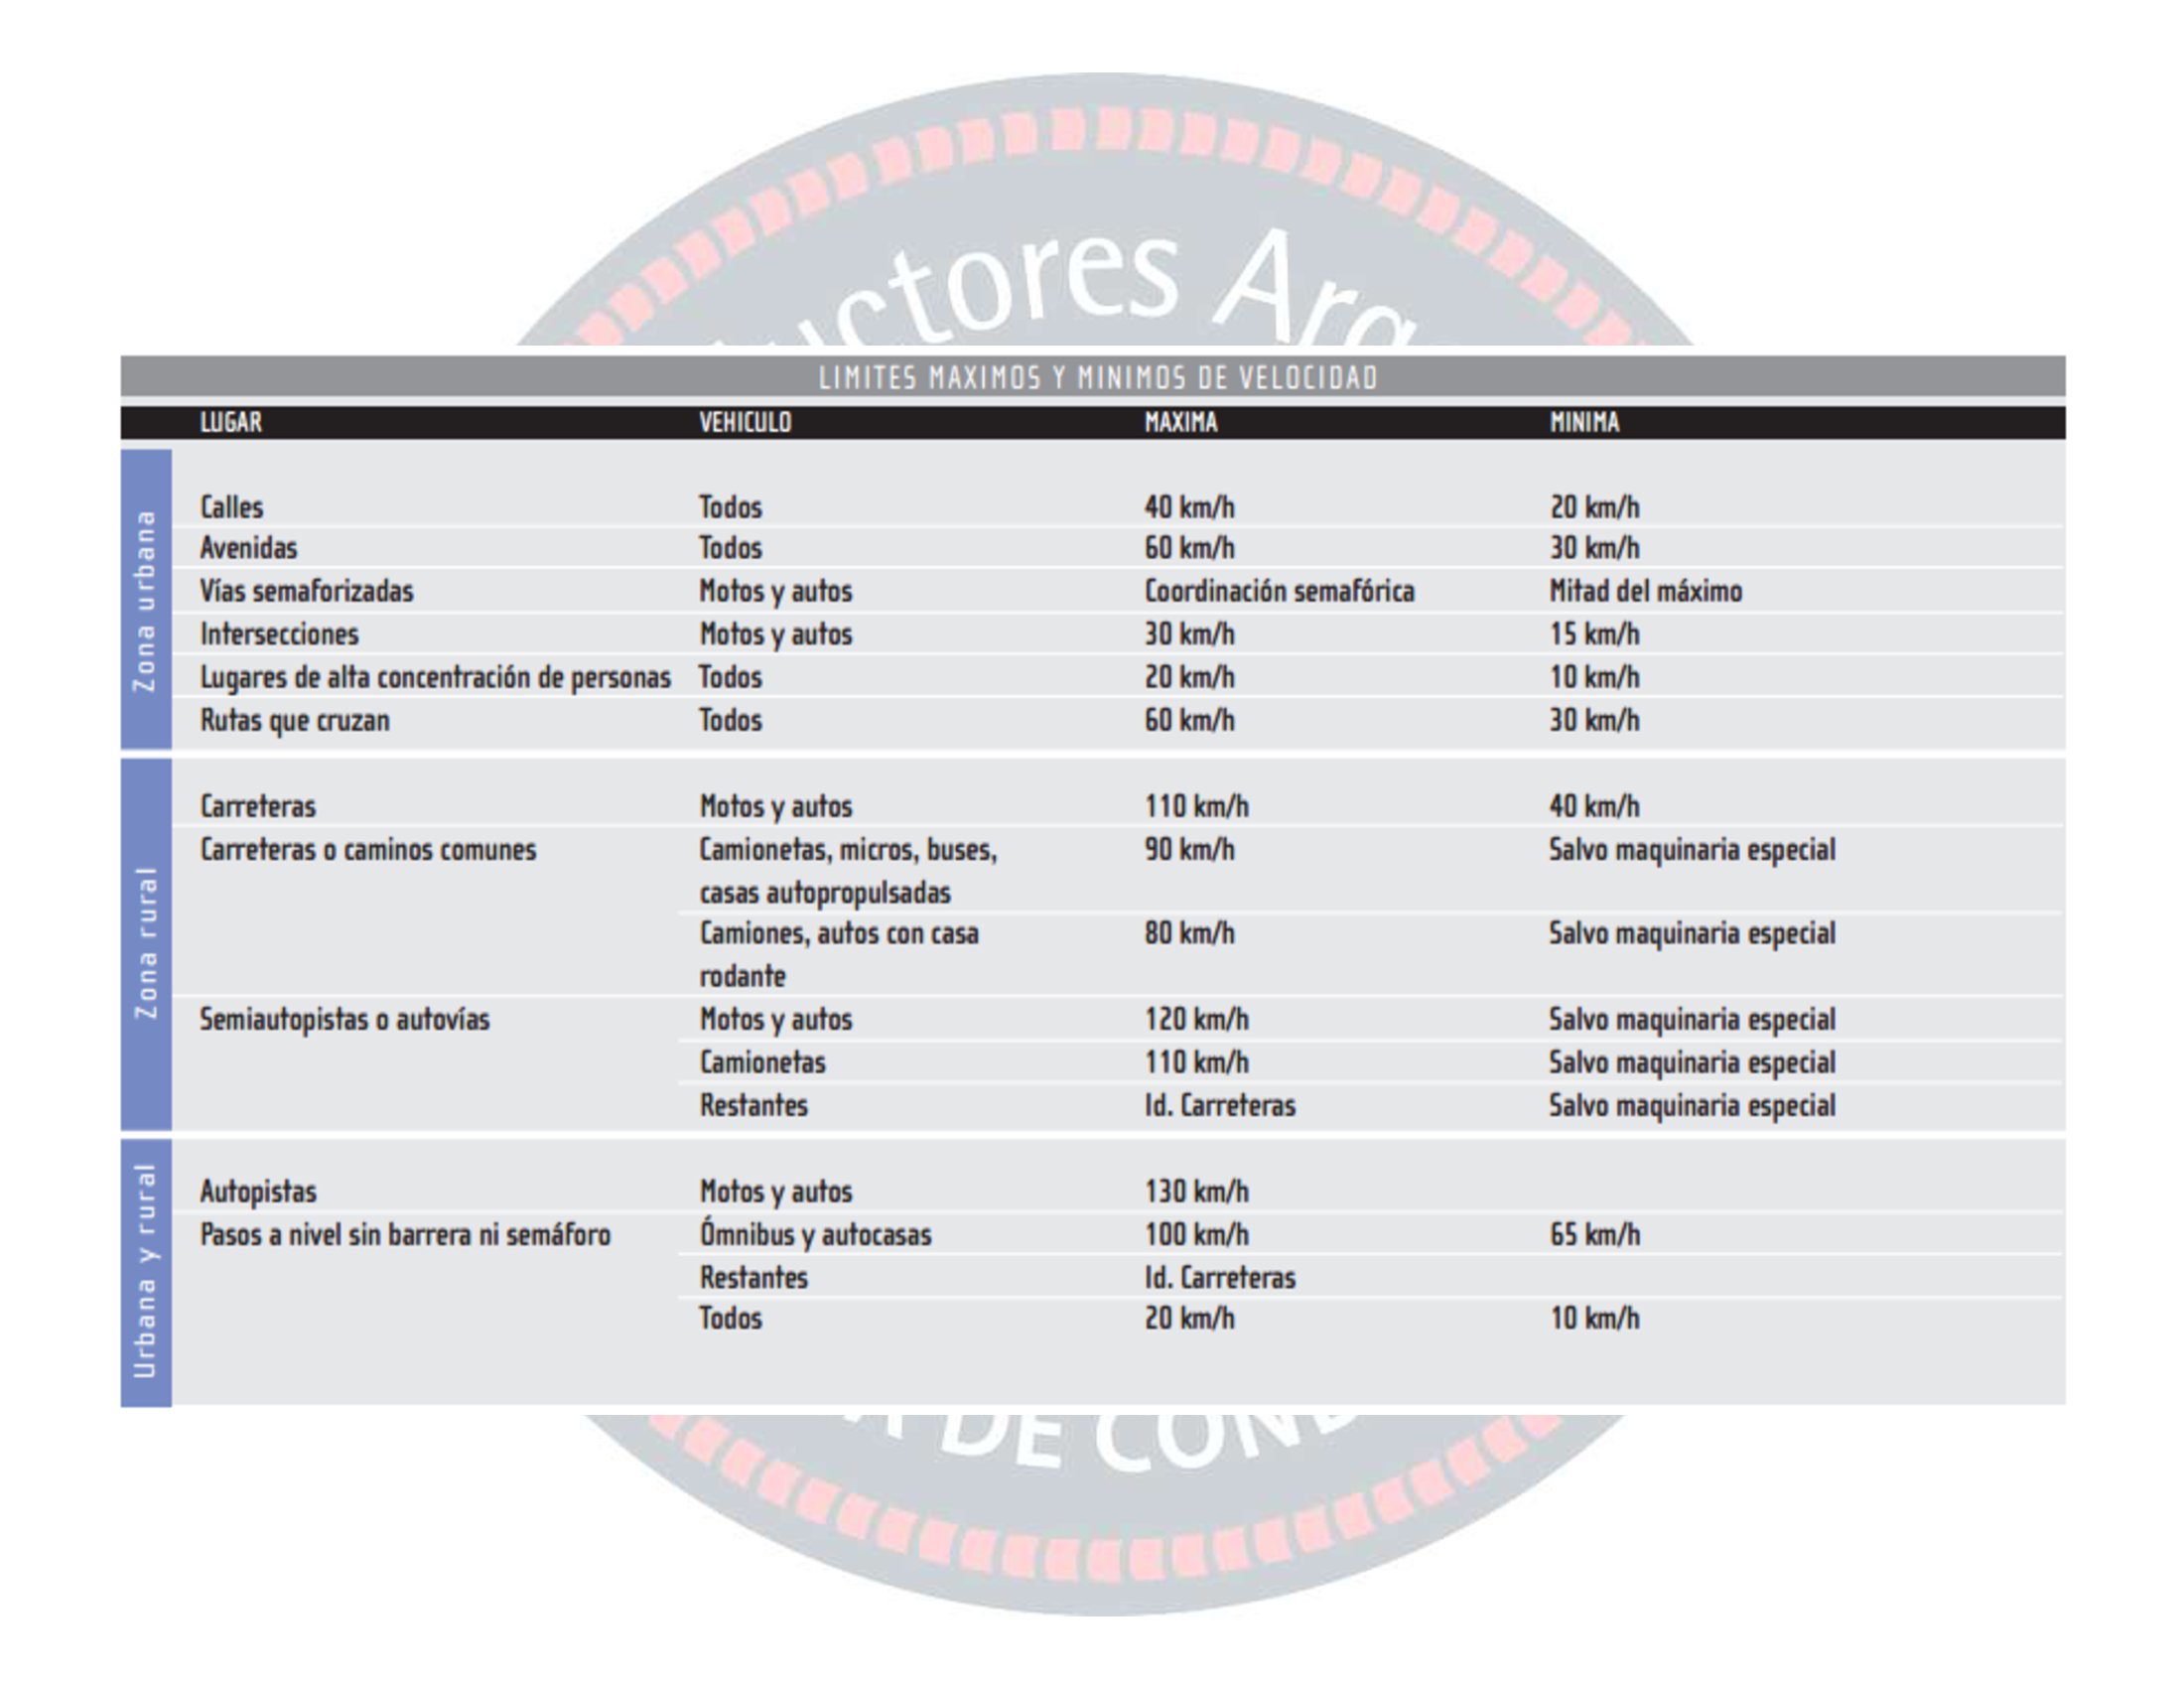 ctores Arg
LIMITES MAXIMOS Y MINIMOS DE VELOCIDAD
LUGAR VEHICULO MAXIMA MINIMA
Zona urbana
Calles Todos 40 km/h 20 km/h
Avenidas Todos 60 km/h 30 km/h
Vías semaforizadas Motos y autos Coordinación semafórica Mitad del máximo
Intersecciones Motos y autos 30 km/h 15 km/h
Lugares de alta concentración de personas Todos 20 km/h 10 km/h
Rutas que cruzan Todos 60 km/h 30 km/h
Zona rural
Carreteras Motos y autos 110 km/h 40 km/h
Carreteras o caminos comunes Camionetas, micros, buses, 90 km/h Salvo maquinaria especial
casas autopropulsadas
Camiones, autos con casa 80 km/h Salvo maquinaria especial
rodante
Semiautopistas o autovías Motos y autos 120 km/h Salvo maquinaria especial
Camionetas 110 km/h Salvo maquinaria especial
Restantes Id. Carreteras Salvo maquinaria especial
Urbana y rural
Autopistas Motos y autos 130 km/h
Pasos a nivel sin barrera ni semáforo Ómnibus y autocasas 100 km/h 65 km/h
Restantes Id. Carreteras
Todos 20 km/h 10 km/h
DE CON